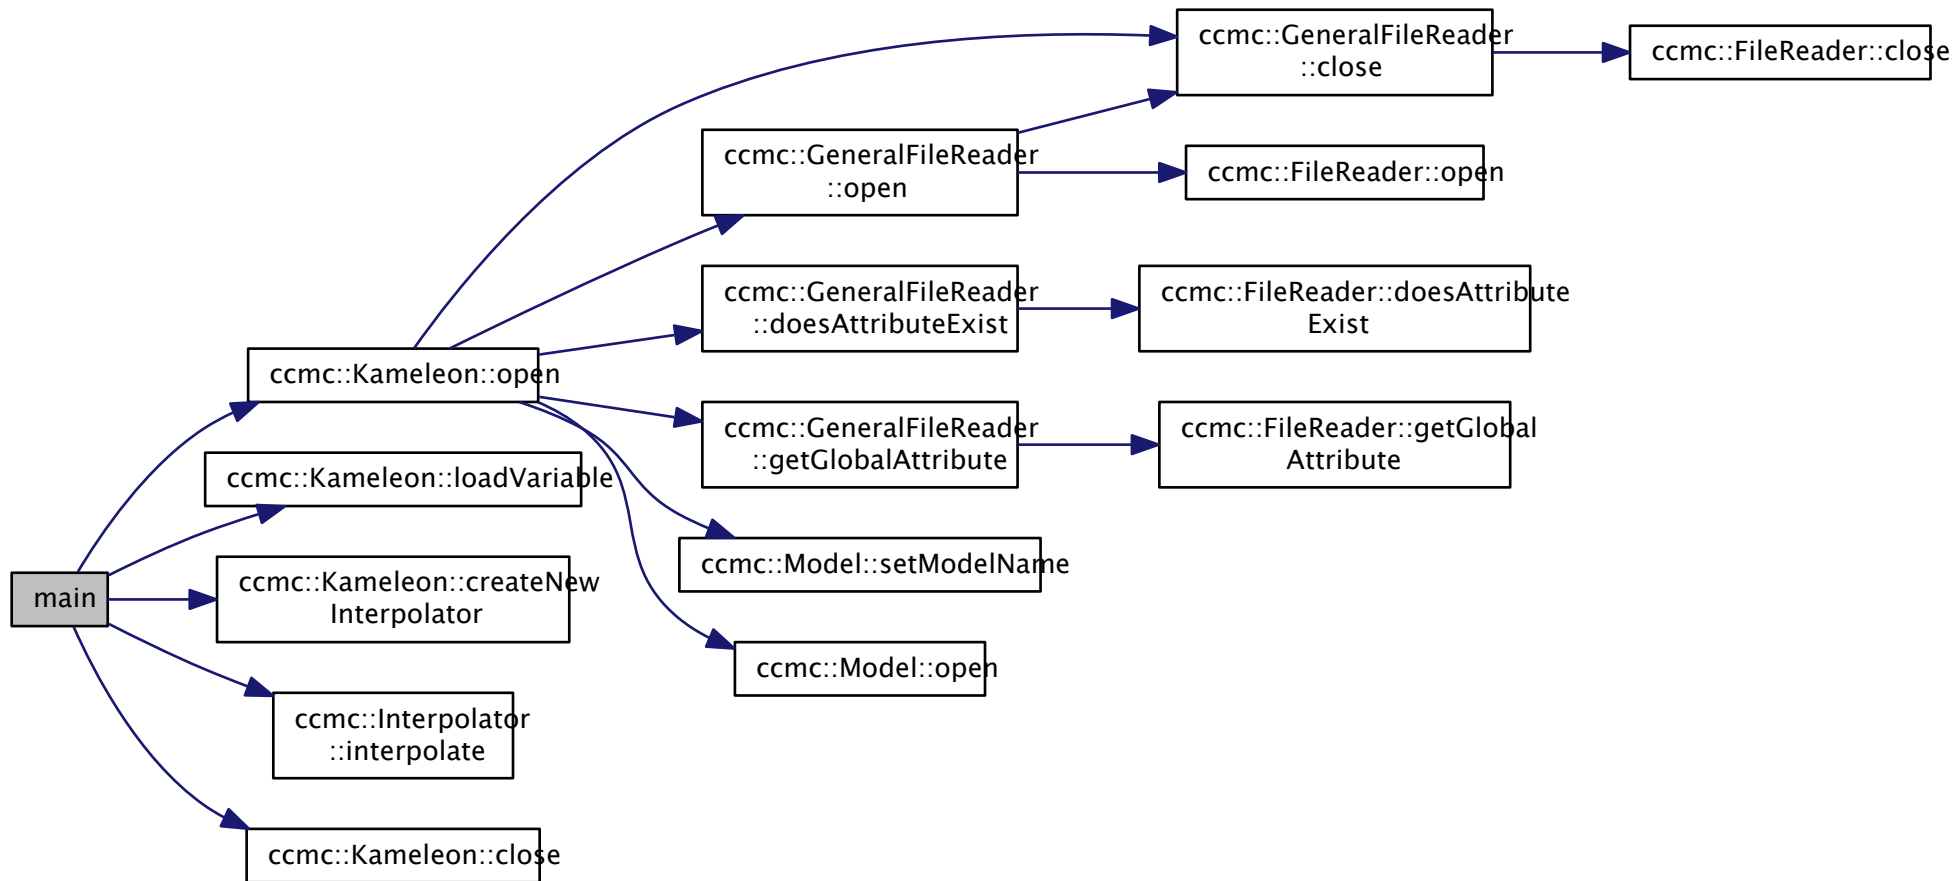 ccmc::GeneralFileReader
::close
ccmc::FileReader::close
ccmc::GeneralFileReader
::open
ccmc::FileReader::open
ccmc::GeneralFileReader
::doesAttributeExist
ccmc::FileReader::doesAttribute
Exist
ccmc::Kameleon::open
ccmc::GeneralFileReader
::getGlobalAttribute
ccmc::FileReader::getGlobal
Attribute
ccmc::Kameleon::loadVariable
ccmc::Model::setModelName
main
ccmc::Kameleon::createNew
Interpolator
ccmc::Model::open
ccmc::Interpolator
::interpolate
ccmc::Kameleon::close